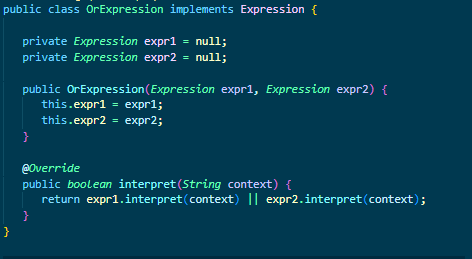 public class OrExpression implements Expression {
private Expression expr1 = null;
private Expression expr2 = null;
public OrExpression(Expression expr1, Expression expr2) {
this.expr1 = expr1;
this.expr2 = expr2;
}
@Override
public boolean interpret(String context) {
return expr1.interpret(context) || expr2.interpret(context);
}
}